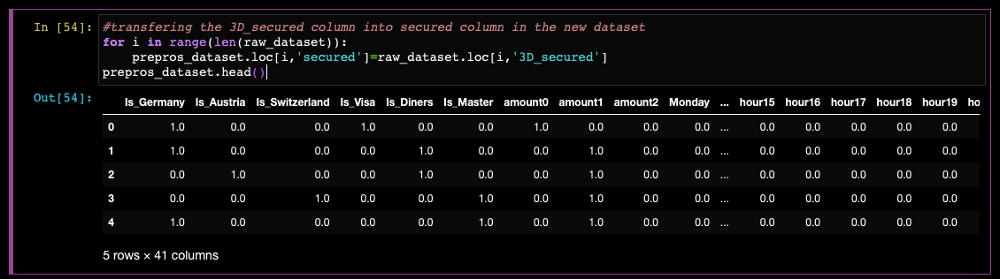 In [54]: #transfering the 3D_secured column into secured column in the new dataset
for i in range(len(raw_dataset)):
    prepros_dataset.loc[i,'secured']=raw_dataset.loc[i,'3D_secured']
prepros_dataset.head()
Out[54]:
Is_Germany Is_Austria Is_Switzerland Is_Visa Is_Diners Is_Master amount0 amount1 amount2 Monday ... hour15 hour16 hour17 hour18 hour19 ho
0 1.0 0.0 0.0 1.0 0.0 0.0 1.0 0.0 0.0 0.0 ... 0.0 0.0 0.0 0.0 0.0
1 1.0 0.0 0.0 0.0 1.0 0.0 0.0 1.0 0.0 0.0 ... 0.0 0.0 0.0 0.0 0.0
2 0.0 1.0 0.0 0.0 1.0 0.0 0.0 1.0 0.0 0.0 ... 0.0 0.0 0.0 0.0 0.0
3 0.0 0.0 1.0 0.0 0.0 1.0 0.0 1.0 0.0 0.0 ... 0.0 0.0 0.0 0.0 0.0
4 1.0 0.0 0.0 0.0 0.0 1.0 0.0 1.0 0.0 0.0 ... 0.0 0.0 0.0 0.0 0.0
5 rows × 41 columns